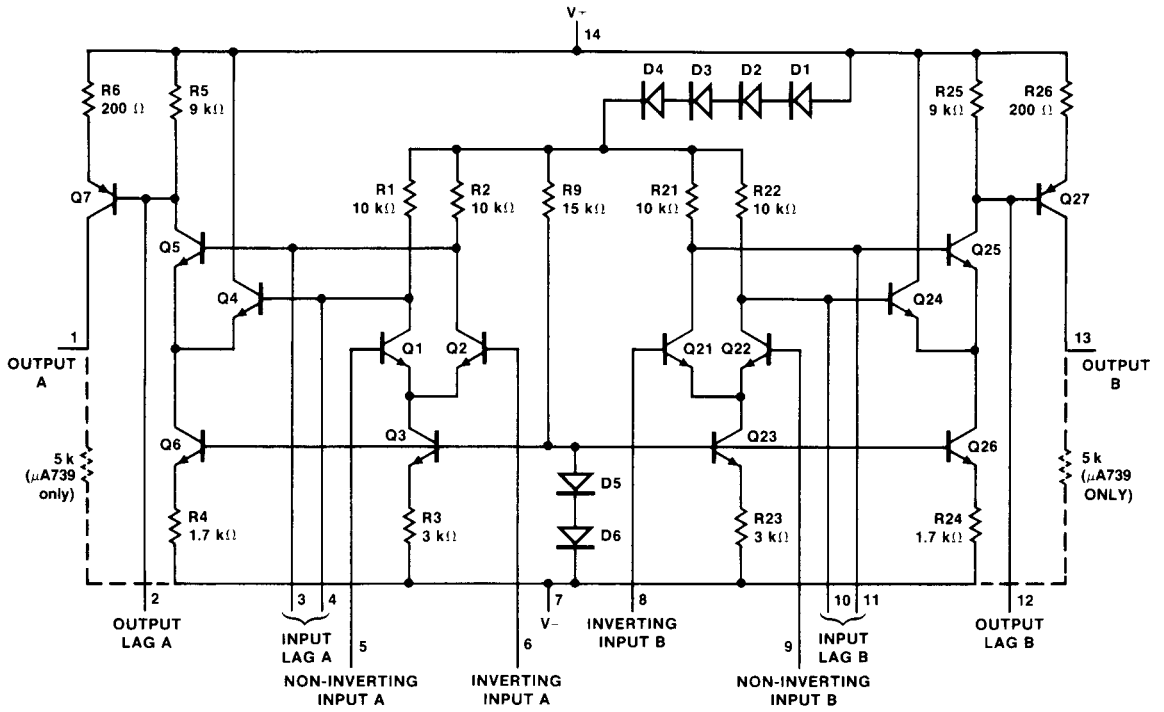 V+
14
D4 D3 D2 D1
R6
200 Ω
R5
9 kΩ
R25
9 kΩ
R26
200 Ω
R1
10 kΩ
R2
10 kΩ
R9
15 kΩ
R21
10 kΩ
R22
10 kΩ
Q7
Q27
Q5
Q25
Q4
Q24
1
OUTPUT
A
Q1
Q2
Q21
Q22
13
OUTPUT
B
Q6
Q3
Q23
Q26
5 k
(μA739
only)
D5
5 k
(μA739
ONLY)
R4
1.7 kΩ
R3
3 kΩ
D6
R23
3 kΩ
R24
1.7 kΩ
2
OUTPUT
LAG A
3 4
INPUT
LAG A
5
NON-INVERTING
INPUT A
6
INVERTING
INPUT A
7
V−
8
INVERTING
INPUT B
9
NON-INVERTING
INPUT B
10 11
INPUT
LAG B
12
OUTPUT
LAG B